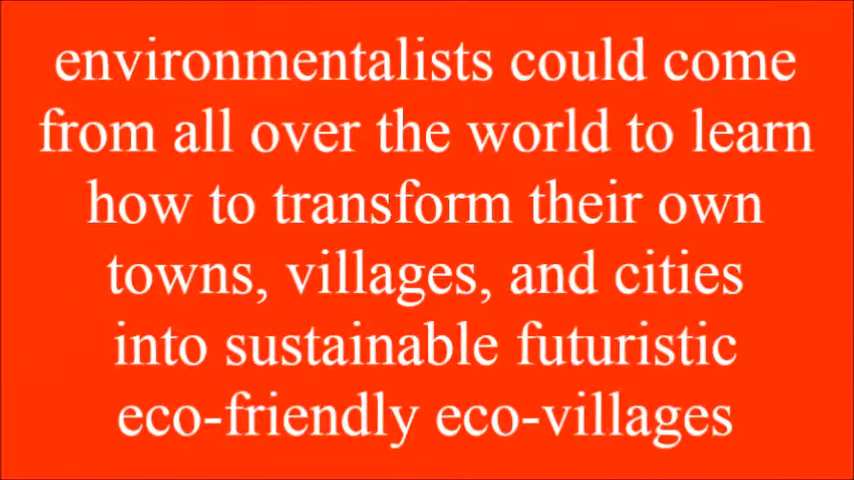 environmentalists could come
from all over the world to learn
how to transform their own
towns, villages, and cities
into sustainable futuristic
eco-friendly eco-villages